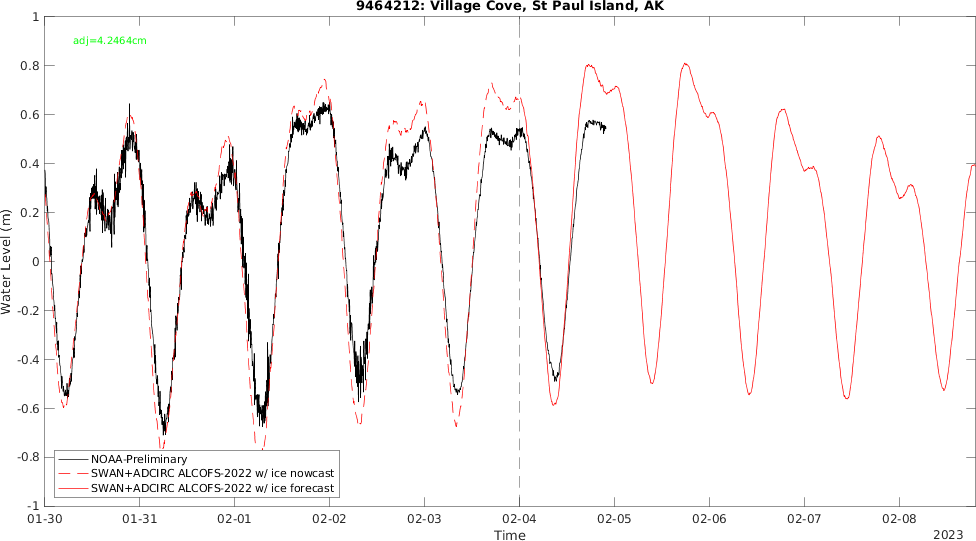 9464212: Village Cove, St Paul Island, AK
adj=4.2464cm
Water Level (m)
1
0.8
0.6
0.4
0.2
0
-0.2
-0.4
-0.6
-0.8
-1
NOAA-Preliminary
SWAN+ADCIRC ALCOFS-2022 w/ ice nowcast
SWAN+ADCIRC ALCOFS-2022 w/ ice forecast
01-30 01-31 02-01 02-02 02-03 02-04 02-05 02-06 02-07 02-08
Time
2023